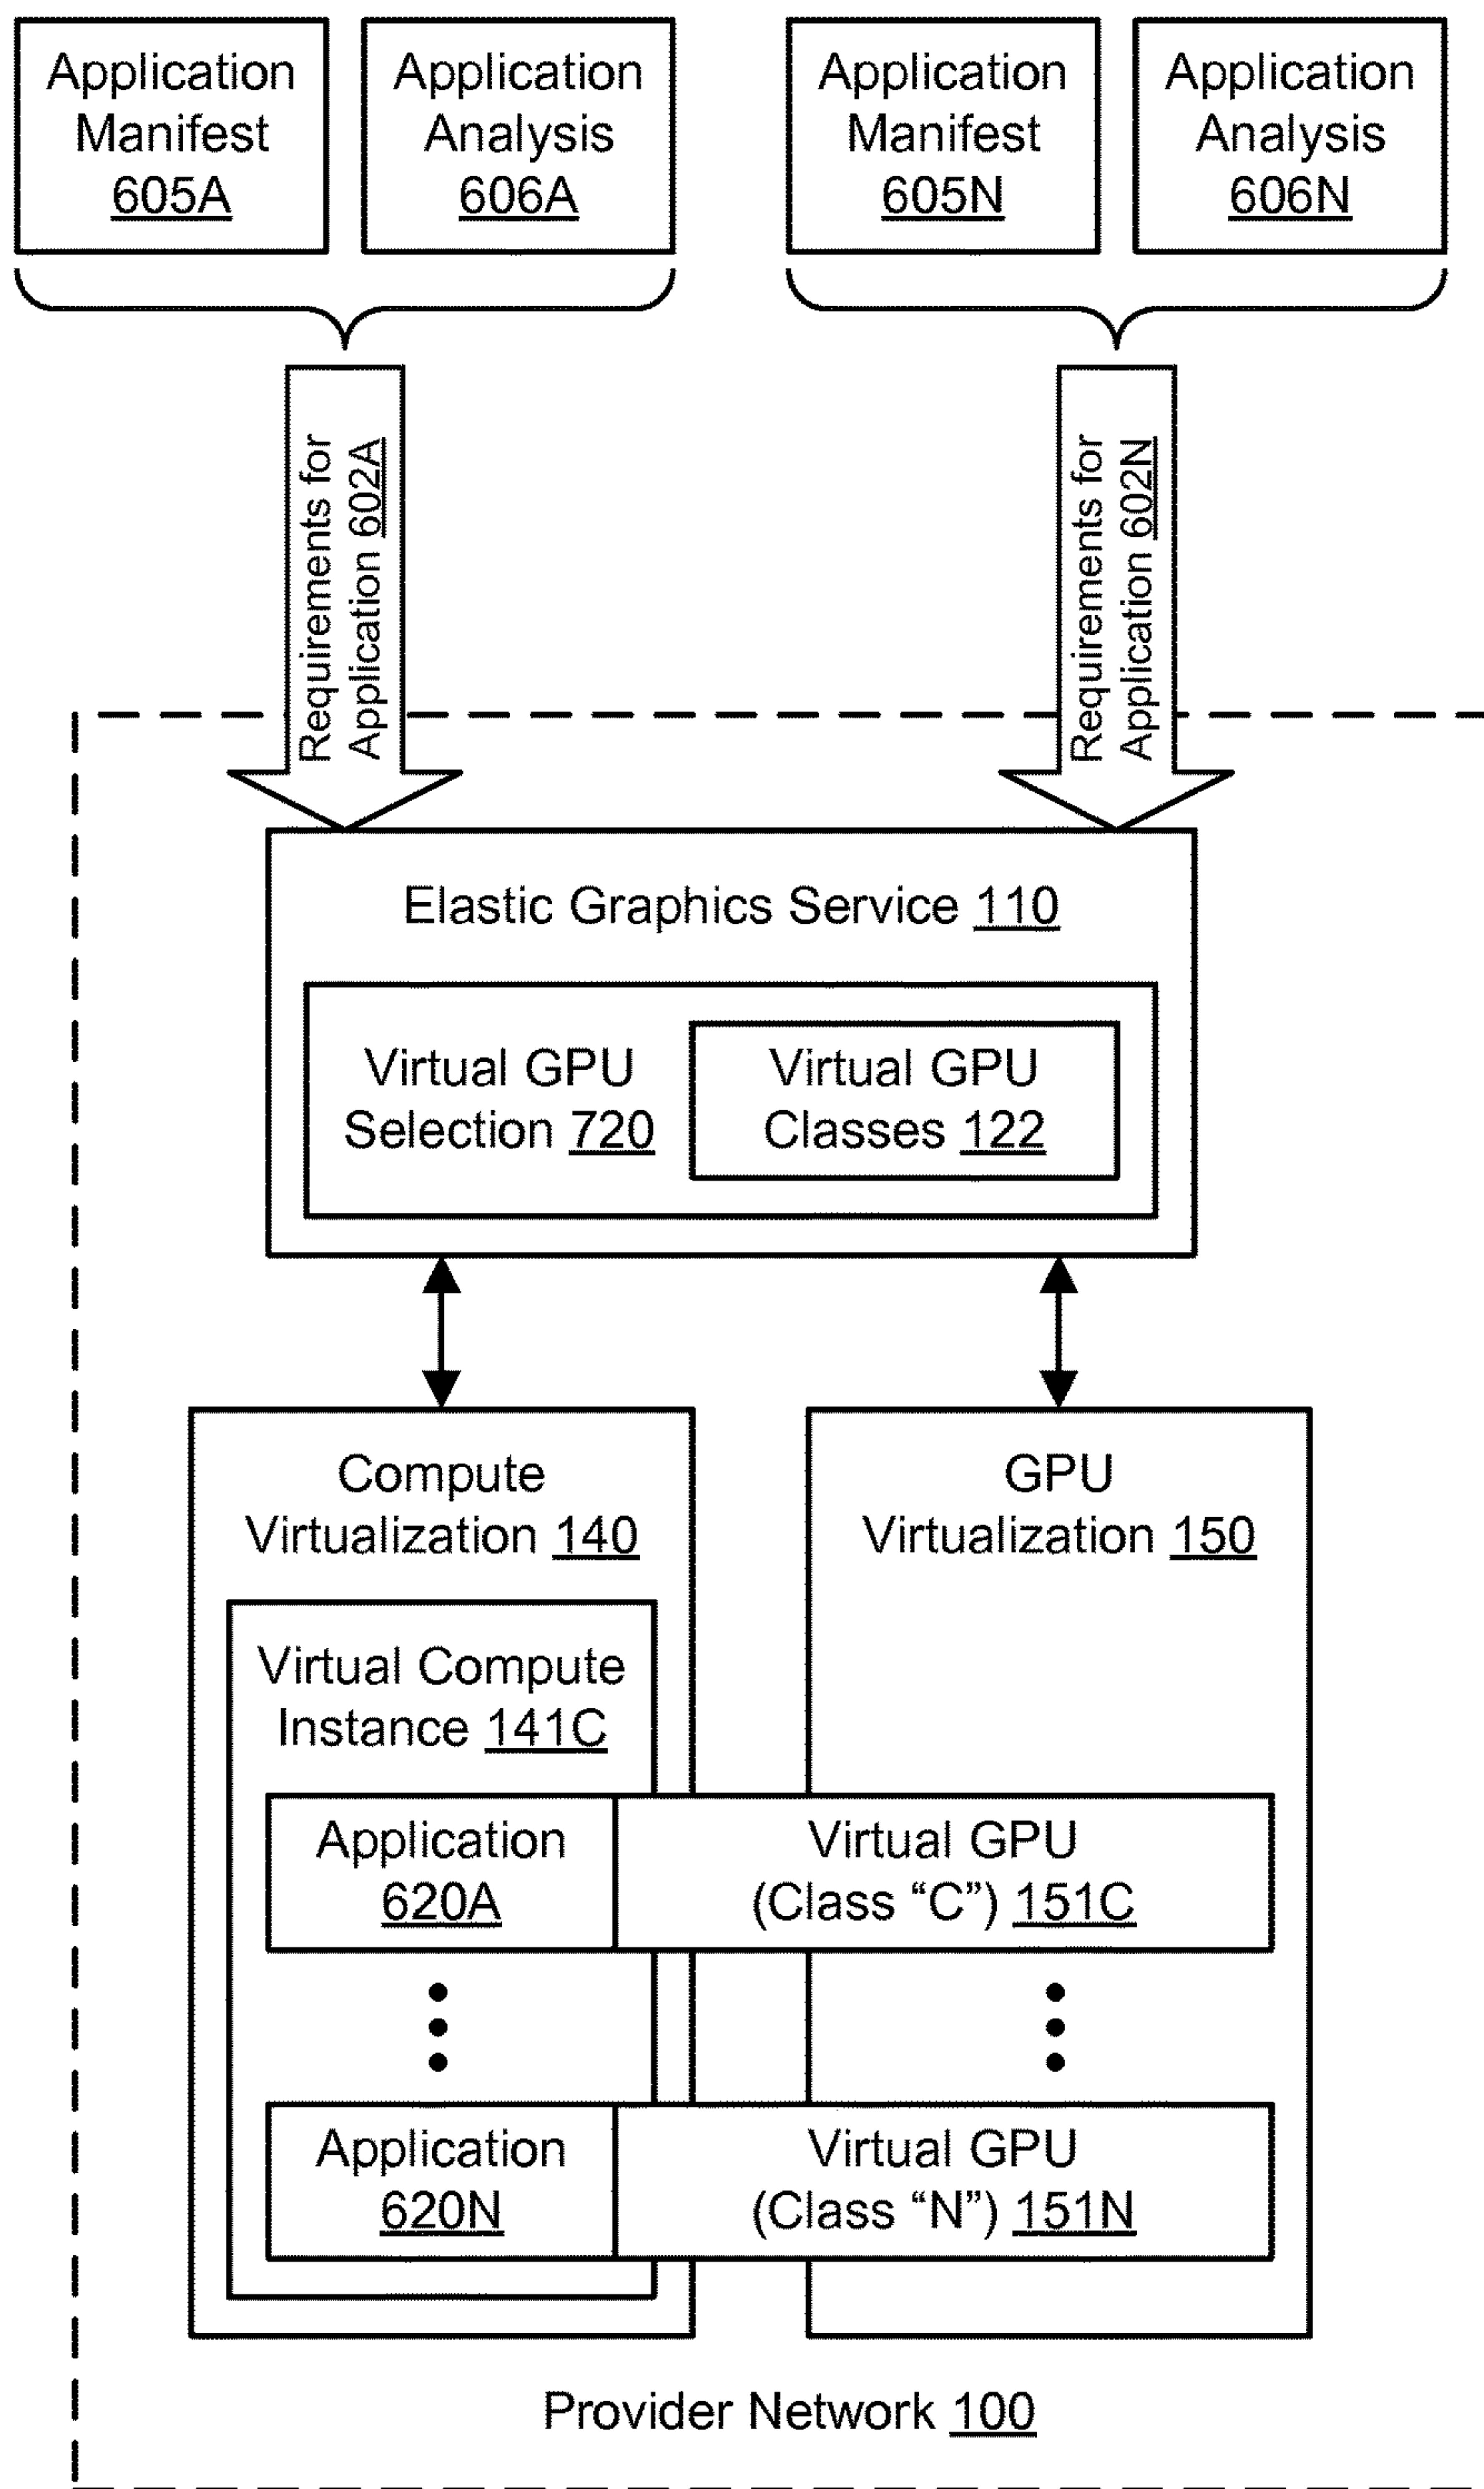 Application
Manifest
605A
Application
Analysis
606A
Application
Manifest
605N
Application
Analysis
606N
Requirements for
Application 602A
Requirements for
Application 602N
Elastic Graphics Service 110
Virtual GPU
Selection 720
Virtual GPU
Classes 122
Compute
Virtualization 140
GPU
Virtualization 150
Virtual Compute
Instance 141C
Application
620A
Virtual GPU
(Class “C”) 151C
Application
620N
Virtual GPU
(Class “N”) 151N
Provider Network 100